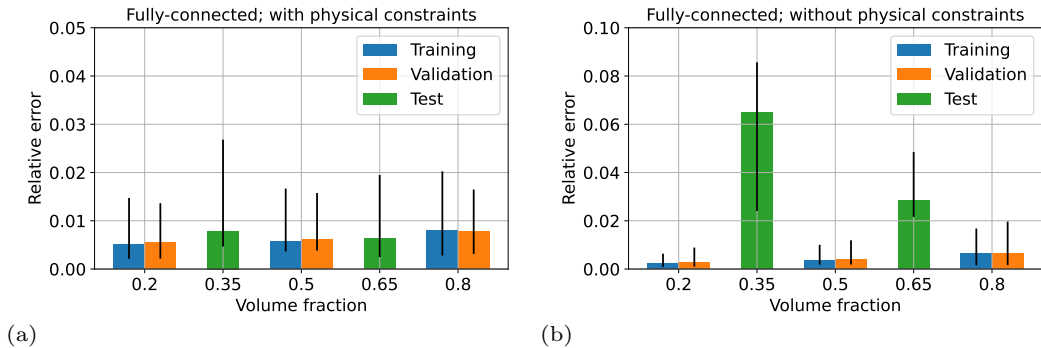 Fully-connected; with physical constraints
0.05
0.04
0.03
0.02
0.01
0.00
Relative error
Training
Validation
Test
0.2
0.35
0.5
0.65
0.8
Volume fraction
(a)
Fully-connected; without physical constraints
0.10
0.08
0.06
0.04
0.02
0.00
Relative error
Training
Validation
Test
0.2
0.35
0.5
0.65
0.8
Volume fraction
(b)